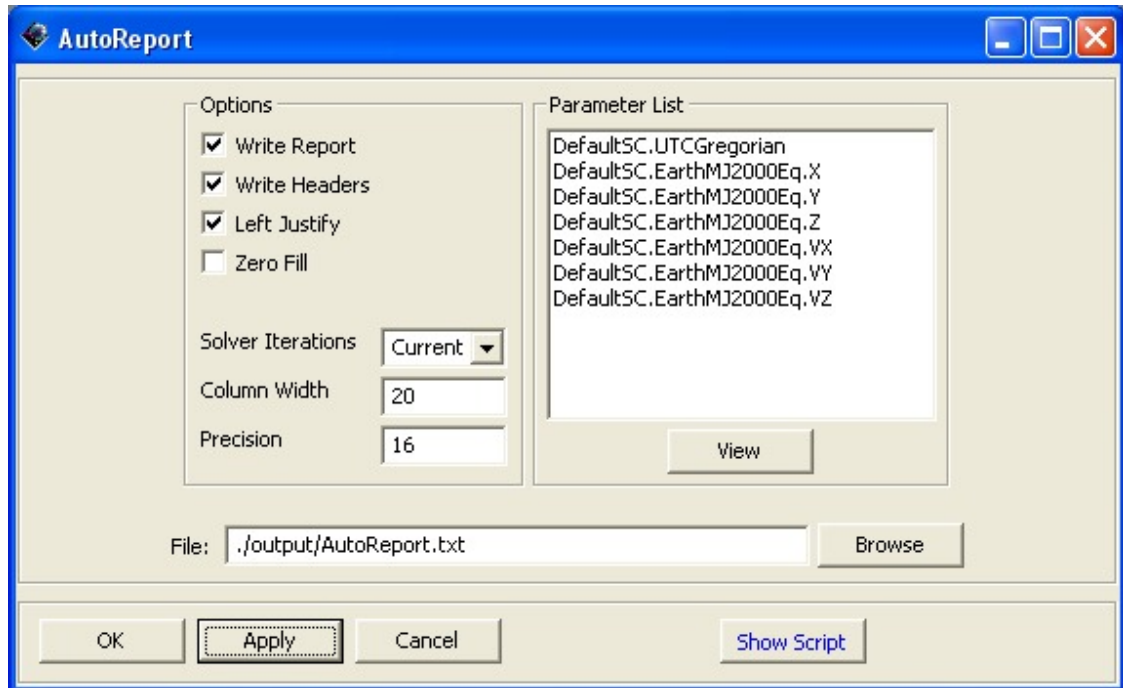 AutoReport
Options
Write Report
Write Headers
Left Justify
Zero Fill
Solver Iterations
Current
Column Width
20
Precision
16
Parameter List
DefaultSC.UTCGregorian
DefaultSC.EarthMJ2000Eq.X
DefaultSC.EarthMJ2000Eq.Y
DefaultSC.EarthMJ2000Eq.Z
DefaultSC.EarthMJ2000Eq.VX
DefaultSC.EarthMJ2000Eq.VY
DefaultSC.EarthMJ2000Eq.VZ
View
File:
./output/AutoReport.txt
Browse
OK
Apply
Cancel
Show Script